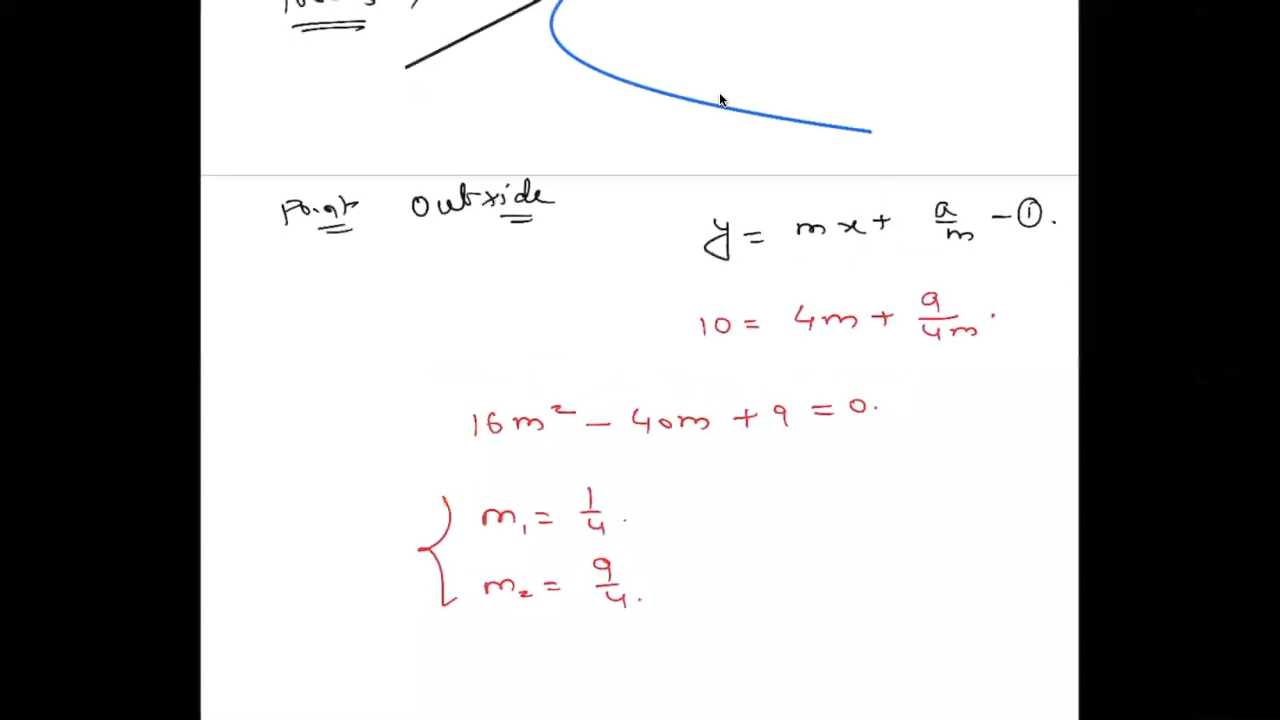 Point Outside
y = mx + a/m - ①.
10 = 4m + 9/4m.
16m² - 40m + 9 = 0.
m₁ = 1/4.
m₂ = 9/4.